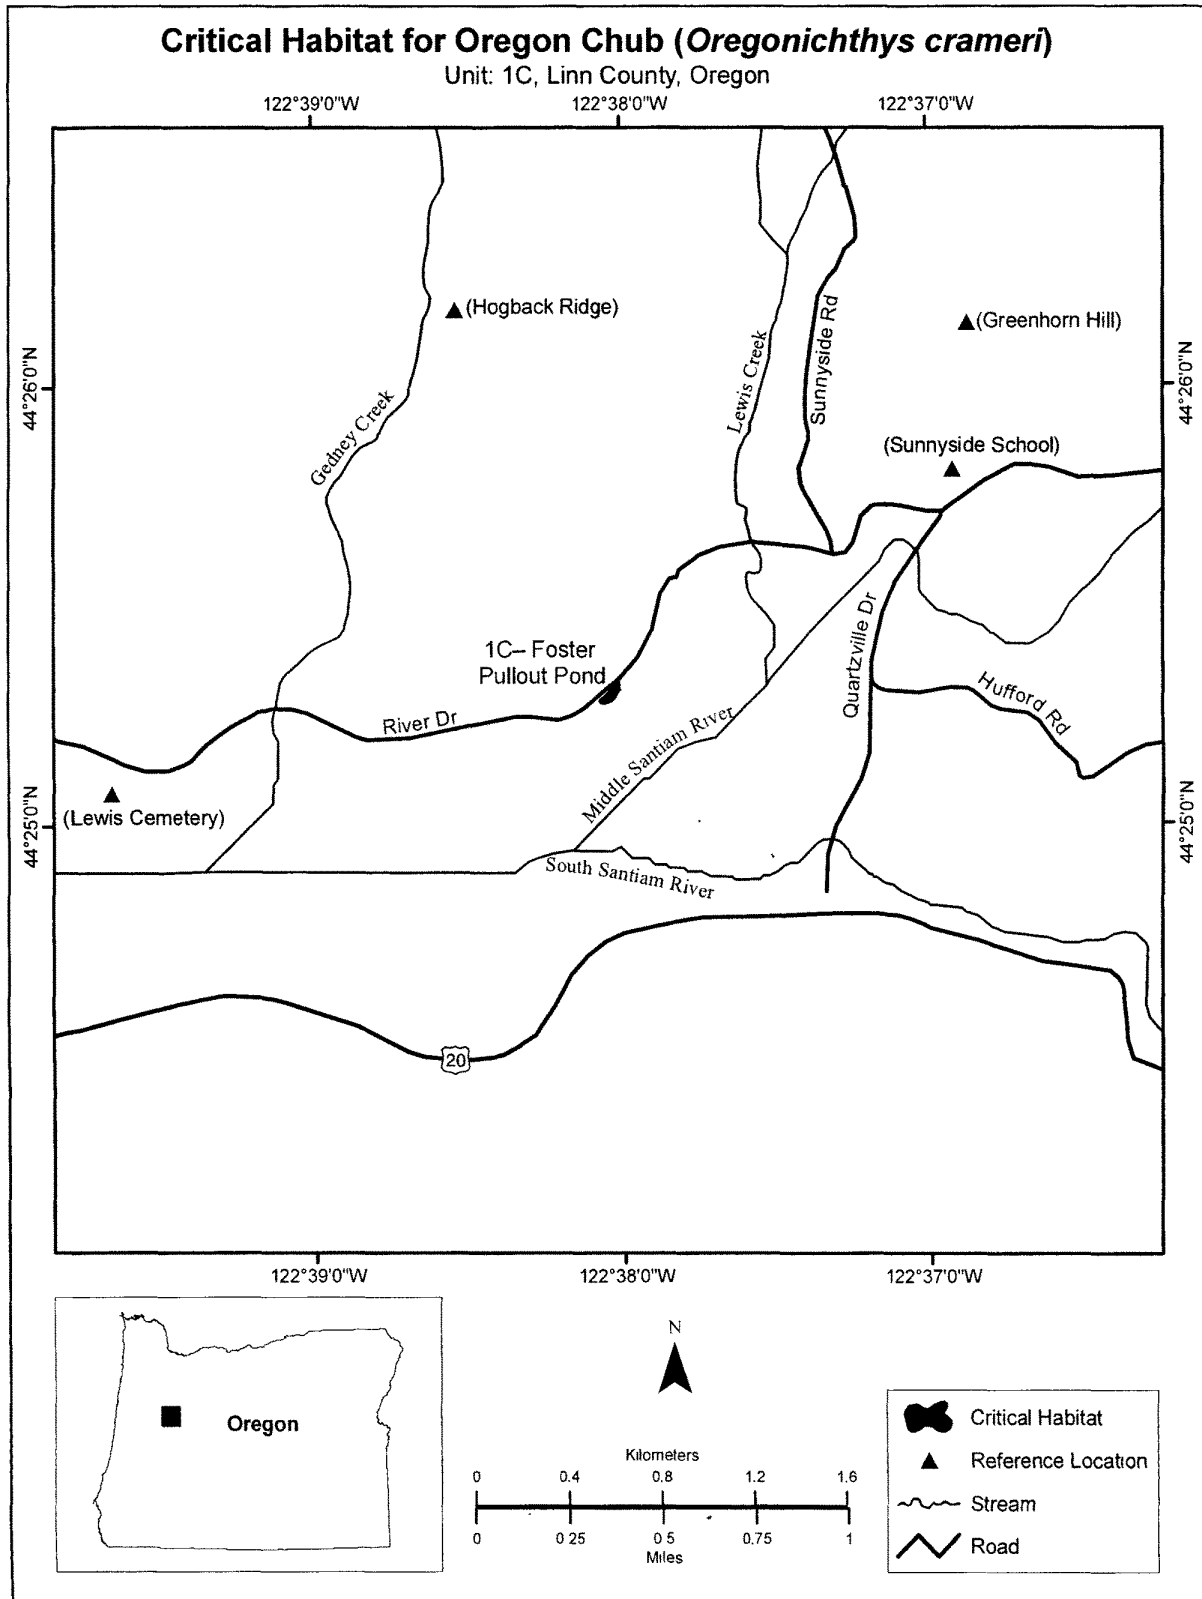 Critical Habitat for Oregon Chub (Oregonichthys crameri)
Unit: 1C, Linn County, Oregon
122°39'0"W
122°38'0"W
122°37'0"W
(Hogback Ridge)
(Greenhorn Hill)
Sunnyside Rd
Lewis Creek
44°26'0"N
44°26'0"N
Gedney Creek
(Sunnyside School)
1C– Foster
Pullout Pond
Quartzville Dr
Hufford Rd
River Dr
Middle Santiam River
(Lewis Cemetery)
44°25'0"N
44°25'0"N
South Santiam River
20
122°39'0"W
122°38'0"W
122°37'0"W
Oregon
N
Kilometers
0 0.4 0.8 1.2 1.6
0 0 25 0 5 0.75 1
Miles
Critical Habitat
Reference Location
Stream
Road